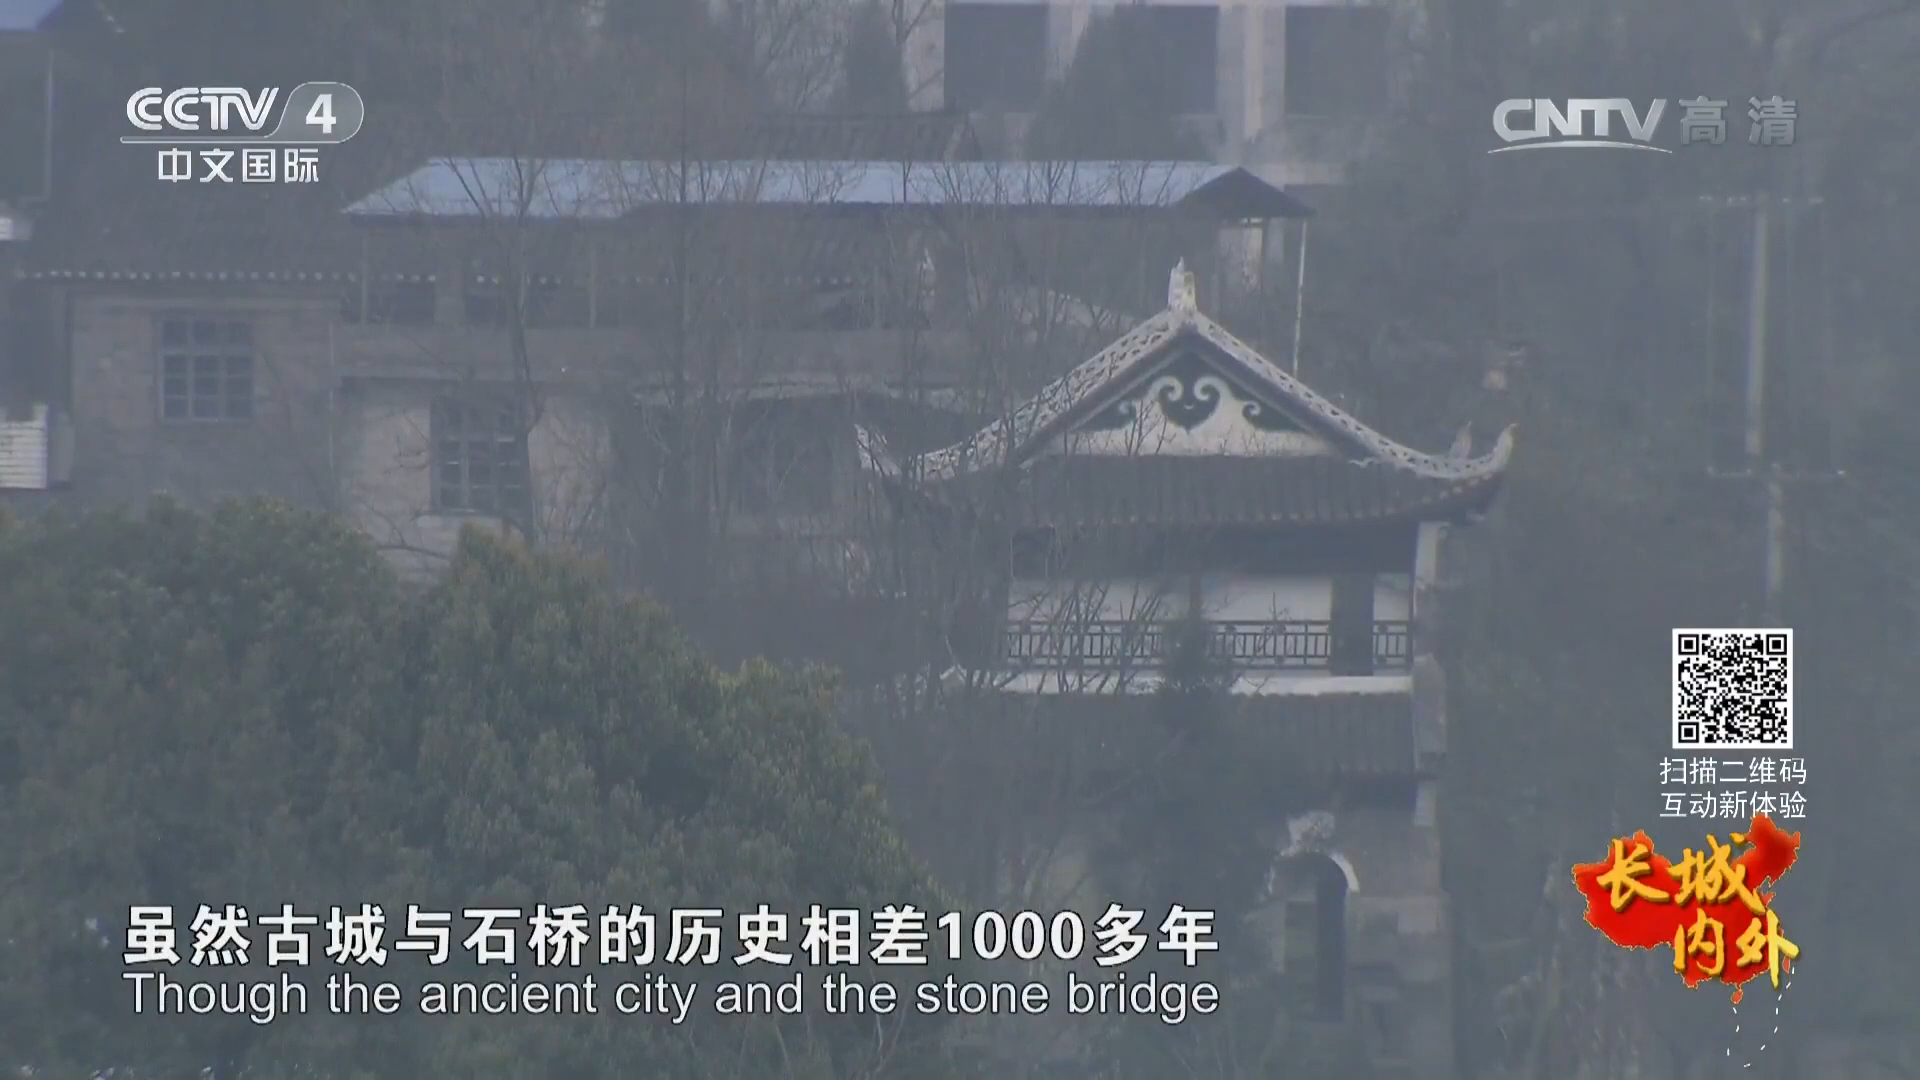 CCTV 4
中文国际
CNTV 高清
扫描二维码
互动新体验
长城
内外
虽然古城与石桥的历史相差1000多年
Though the ancient city and the stone bridge